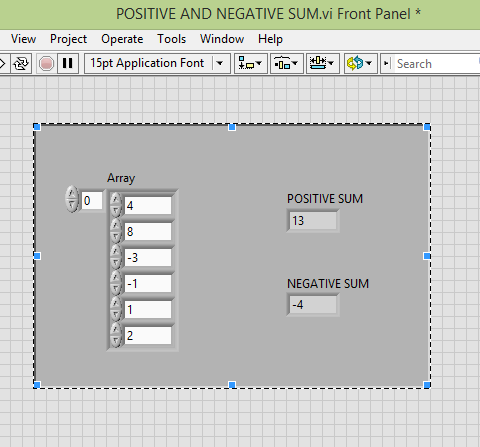 POSITIVE AND NEGATIVE SUM.vi Front Panel *
View Project Operate Tools Window Help
15pt Application Font
Search
Array
0
4
8
-3
-1
1
2
POSITIVE SUM
13
NEGATIVE SUM
-4